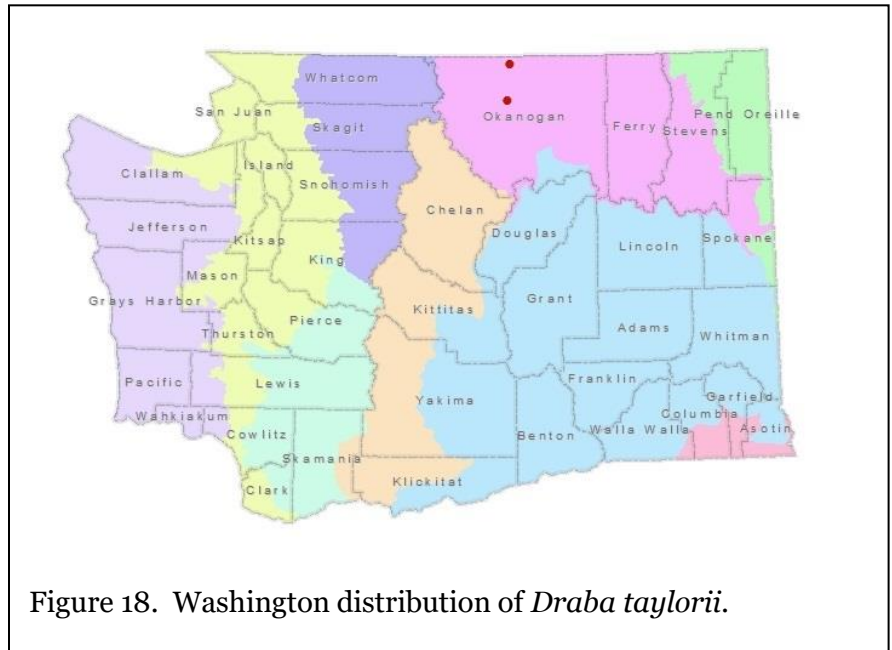 Whatcom
San Juan
Skagit
Okanogan
Pend Oreille
Ferry
Stevens
Island
Clallam
Snohomish
Chelan
Jefferson
Kitsap
Douglas
Lincoln
Spokane
King
Mason
Grays Harbor
Kittitas
Grant
Adams
Whitman
Thurston
Pierce
Pacific
Lewis
Yakima
Franklin
Garfield
Wahkiakum
Columbia
Asotin
Cowlitz
Benton
Walla Walla
Skamania
Klickitat
Clark
Figure 18. Washington distribution of Draba taylorii.